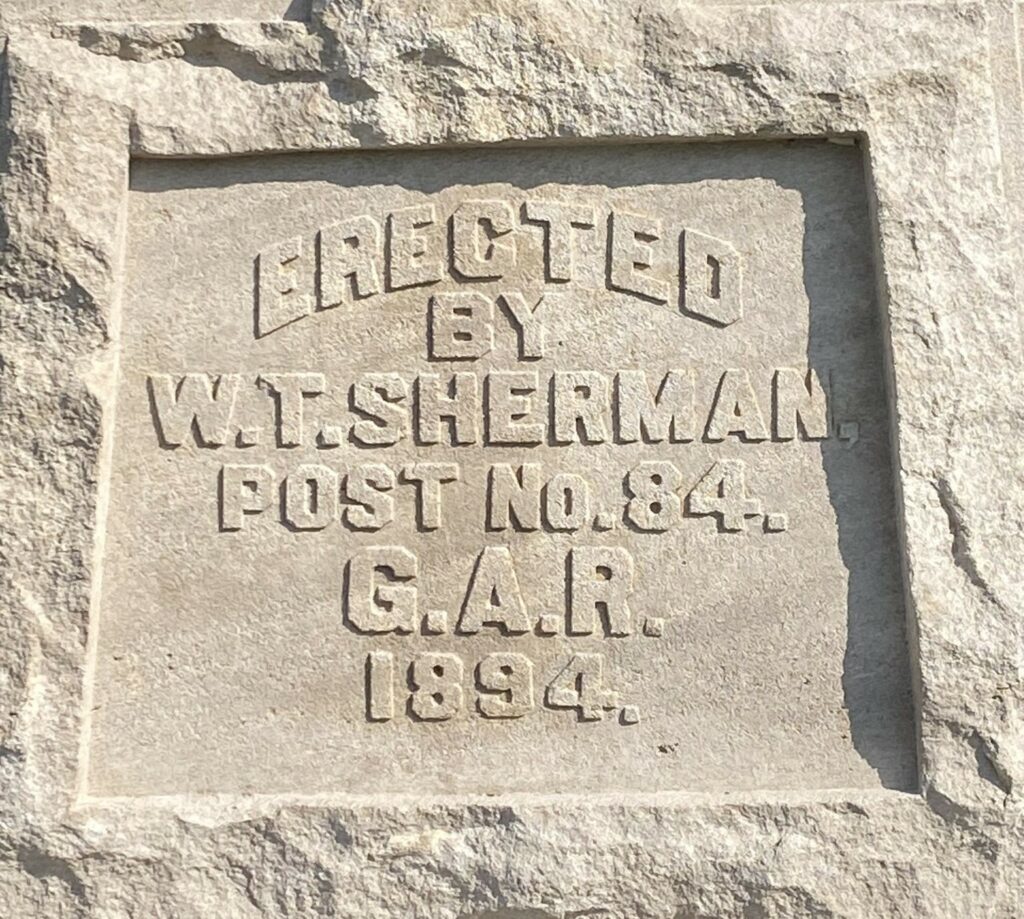 ERECTED
BY
W.T.SHERMAN,
POST No.84.
G.A.R.
1894.